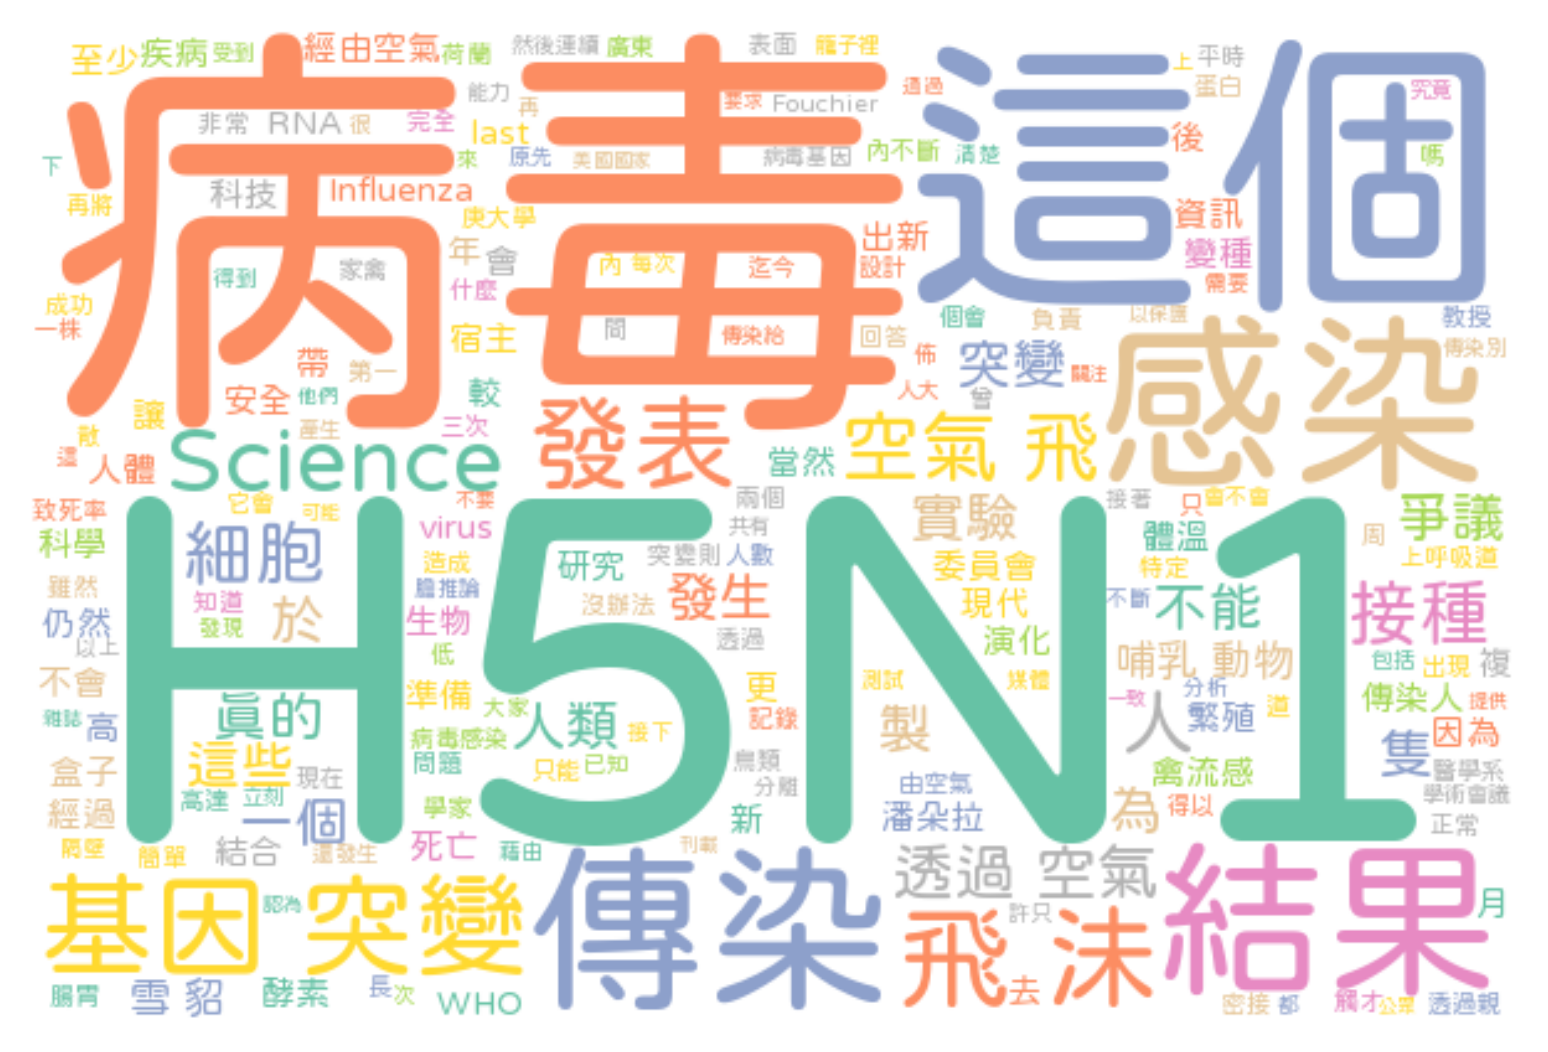 至少 疾病 受到 經由空氣 荷蘭 然後連續 廣東 表面 籠子裡 上 平時
能力 再 要求 Fouchier 通過 蛋白 究竟
非常 RNA 很 完全 last 後
病毒 這個
下 來 原先 美國國家 病毒基因 內不斷 清楚 嗎
再將 科技 Influenza 庚大學 資訊
年 會 出新 變種
得到 家禽 什麼 內 每次 迄今 設計 需要
成功 一株 宿主 間 傳染給 回答 個會 負責 以保護 教授
帶 第一 佈 突變 關注 感染 傳染別
讓 安全 他們 較 人大 曾
散 產生 三次 發表 空氣 飛
這 人體 Science 當然
致死率 它會 可能 不要 兩個 實驗 接著 只 會不會 爭議
科學 細胞 virus 共有 體溫 周
H5N1
造成 研究 突變則 人數 委員會 特定 上呼吸道
雖然 知道 膽推論 沒辦法 發生 現代 不斷 不能 接種
仍然 發現 於 生物 透過 演化
以上 低 哺乳 動物 包括 出現 複
不會 準備 更 測試 媒體 一致 分析 傳染人 提供
雜誌 高 真的 大家 人類 接下 記錄 製 人 繁殖 道 因為
這些 病毒感染 隻
盒子 現在 問題 只能 已知 鳥類 禽流感 醫學系
高達 立刻 分離 由空氣 學術會議
經過 一個 學家 新 潘朵拉 為 得以 正常
隔壁 簡單 結合 還發生 死亡 藉由 刊載
透過 空氣
基因 突變 傳染 結果
認為 許只 月
飛沫
腸胃 雪 貂 酵素 長 次 WHO 去 密接 都 觸才 公眾 透過親